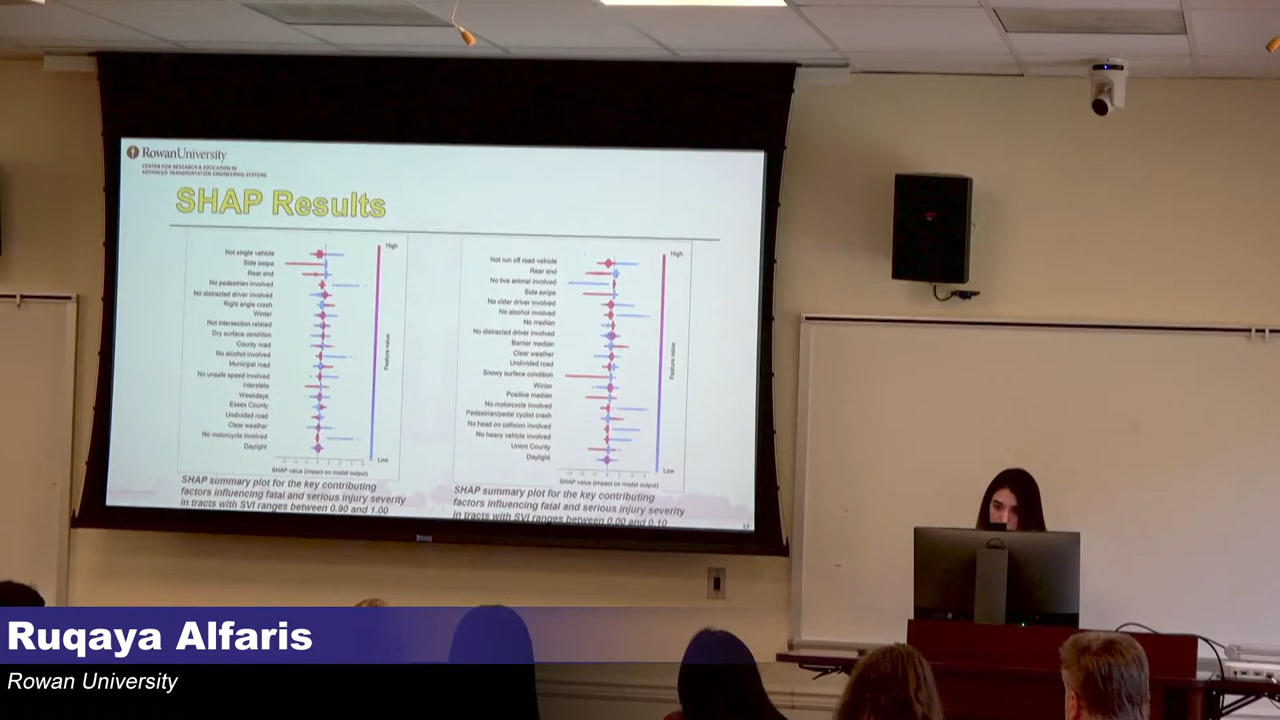 RowanUniversity
CENTER FOR RESEARCH & EDUCATION IN
ADVANCED TRANSPORTATION ENGINEERING SYSTEMS
SHAP Results
Not single vehicle
Side swipe
Rear end
No pedestrian involved
No distracted driver involved
Right angle crash
Winter
Not intersection related
Dry surface condition
County road
No alcohol involved
Municipal road
No unsafe speed involved
Interstate
Weekdays
Essex County
Undivided road
Clear weather
No motorcycle involved
Daylight
High
Feature value
Low
SHAP value (impact on model output)
SHAP summary plot for the key contributing
factors influencing fatal and serious injury severity
in tracts with SVI ranges between 0.90 and 1.00
Not run off road vehicle
Rear end
No live animal involved
Side swipe
No older driver involved
No alcohol involved
No median
No distracted driver involved
Barrier median
Clear weather
Undivided road
Snowy surface condition
Winter
Positive median
No motorcycle involved
Pedestrian/pedal cyclist crash
No head on collision involved
No heavy vehicle involved
Union County
Daylight
High
Feature value
Low
SHAP value (impact on model output)
SHAP summary plot for the key contributing
factors influencing fatal and serious injury severity
in tracts with SVI ranges between 0.00 and 0.10
DELL
Ruqaya Alfaris
Rowan University